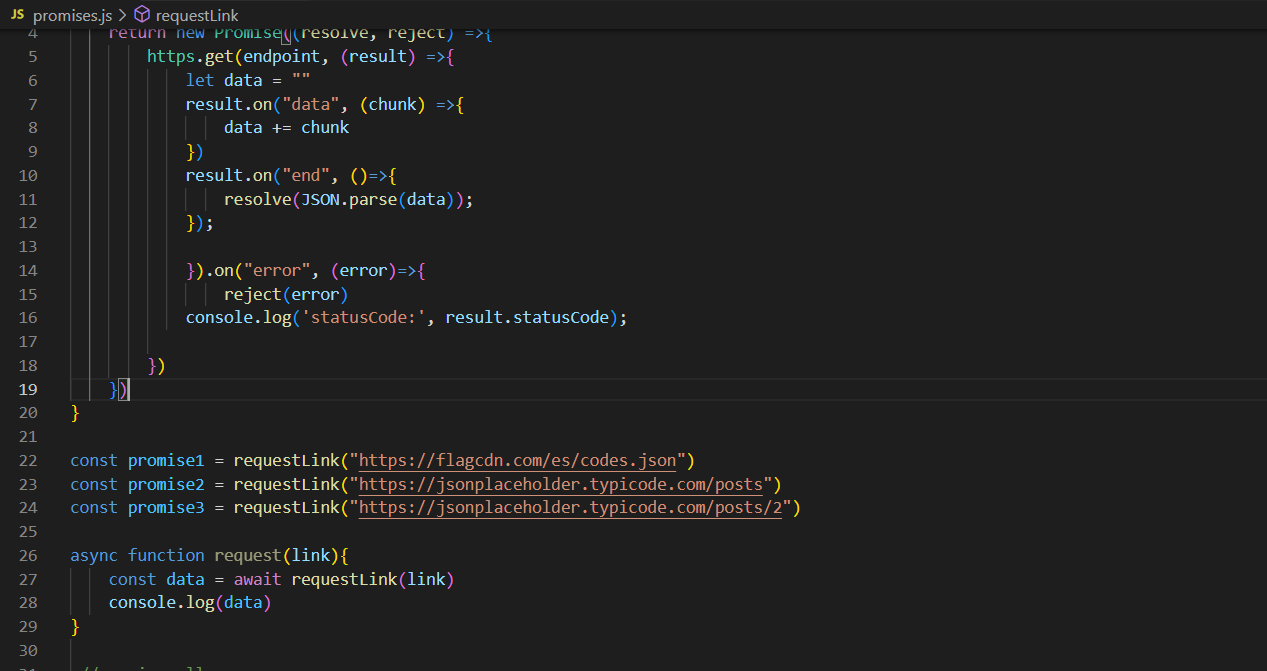 JS promises.js > requestLink
4 return new Promise((resolve, reject) =>{
5 https.get(endpoint, (result) =>{
6 let data = ""
7 result.on("data", (chunk) =>{
8 data += chunk
9 })
10 result.on("end", ()=>{
11 resolve(JSON.parse(data));
12 });
13
14 }).on("error", (error)=>{
15 reject(error)
16 console.log('statusCode:', result.statusCode);
17
18 })
19 })
20 }
21
22 const promise1 = requestLink("https://flagcdn.com/es/codes.json")
23 const promise2 = requestLink("https://jsonplaceholder.typicode.com/posts")
24 const promise3 = requestLink("https://jsonplaceholder.typicode.com/posts/2")
25
26 async function request(link){
27 const data = await requestLink(link)
28 console.log(data)
29 }
30
31 //